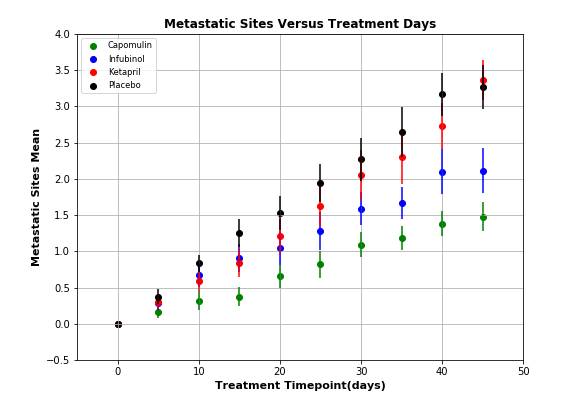 Metastatic Sites Versus Treatment Days
Capomulin
Infubinol
Ketapril
Placebo
4.0
3.5
3.0
2.5
2.0
1.5
1.0
0.5
0.0
−0.5
Metastatic Sites Mean
0 10 20 30 40 50
Treatment Timepoint(days)